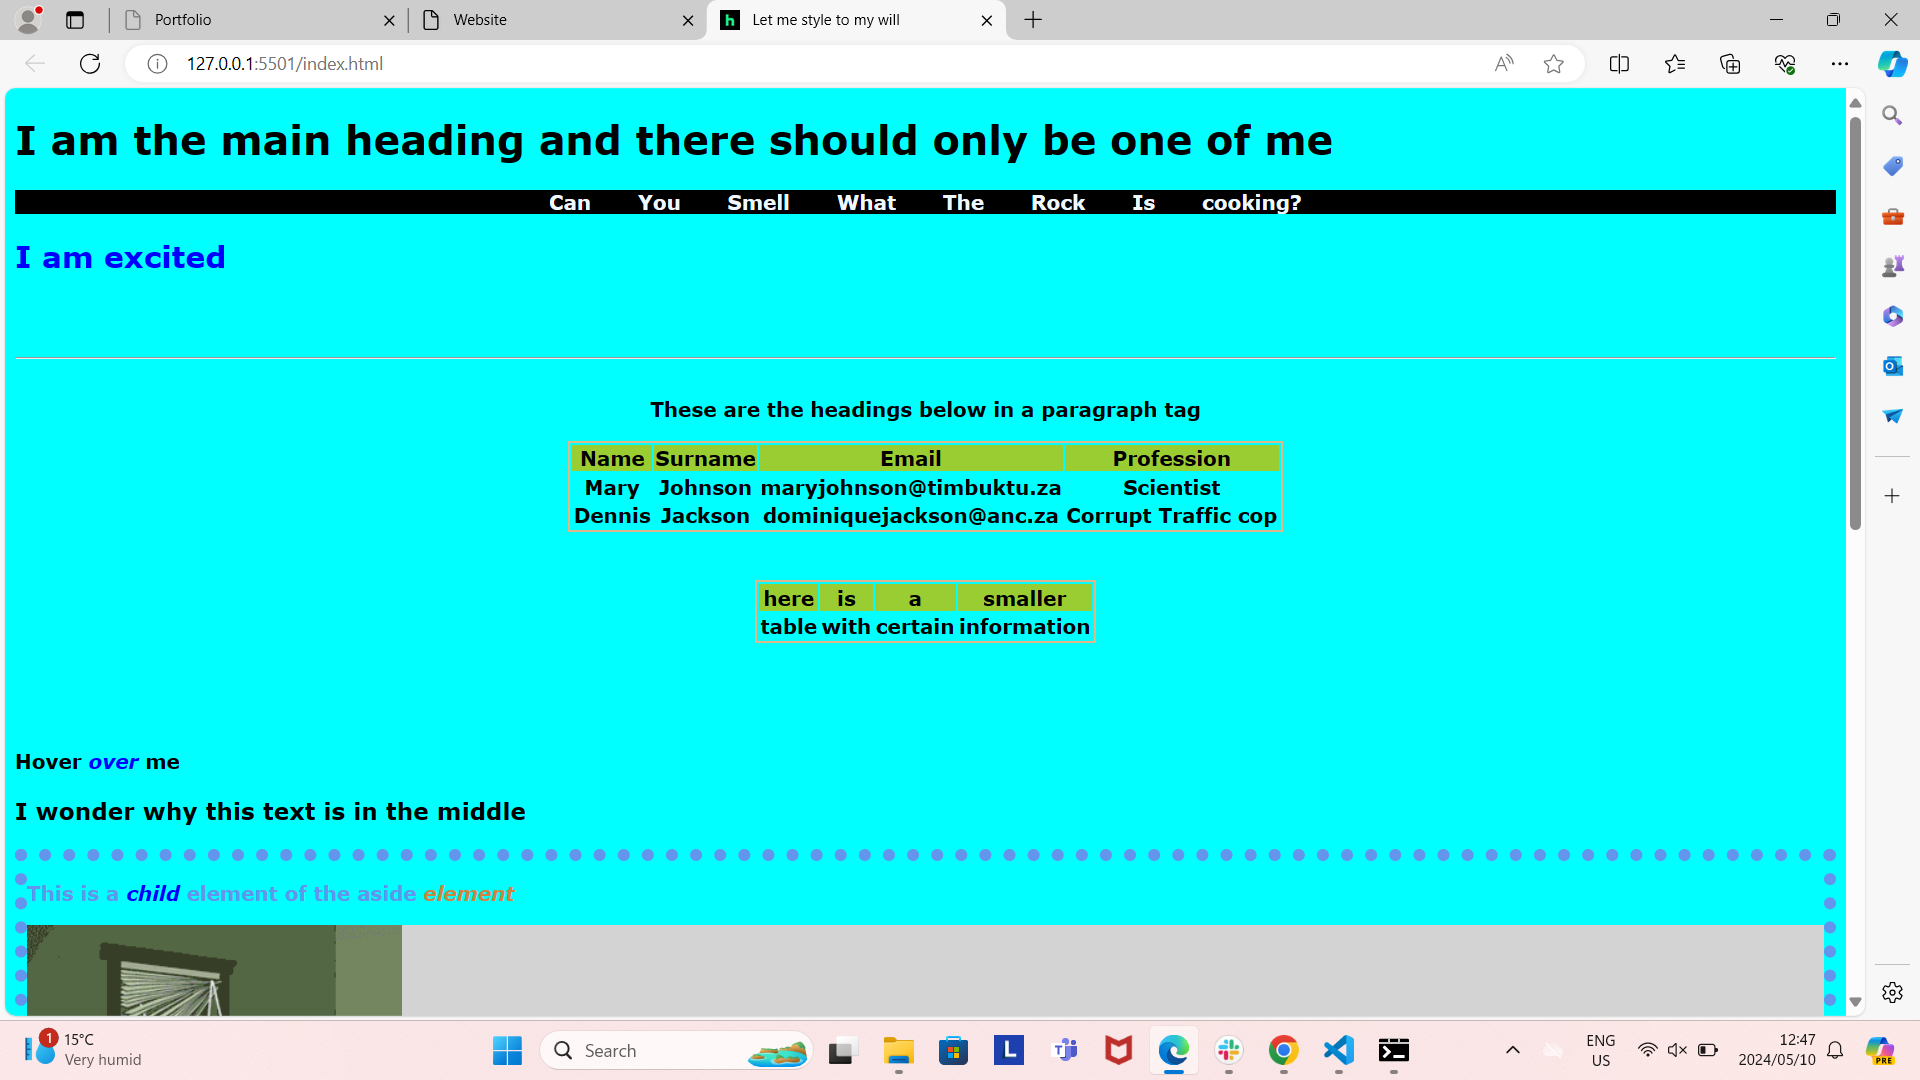 Portfolio
Website
Let me style to my will
127.0.0.1:5501/index.html
I am the main heading and there should only be one of me
Can You Smell What The Rock Is cooking?
I am excited
These are the headings below in a paragraph tag
Name Surname Email Profession
Mary Johnson maryjohnson@timbuktu.za Scientist
Dennis Jackson dominiquejackson@anc.za Corrupt Traffic cop
here is a smaller
table with certain information
Hover over me
I wonder why this text is in the middle
This is a child element of the aside element
1
15°C
Very humid
Search
ENG
US
12:47
2024/05/10
PRE